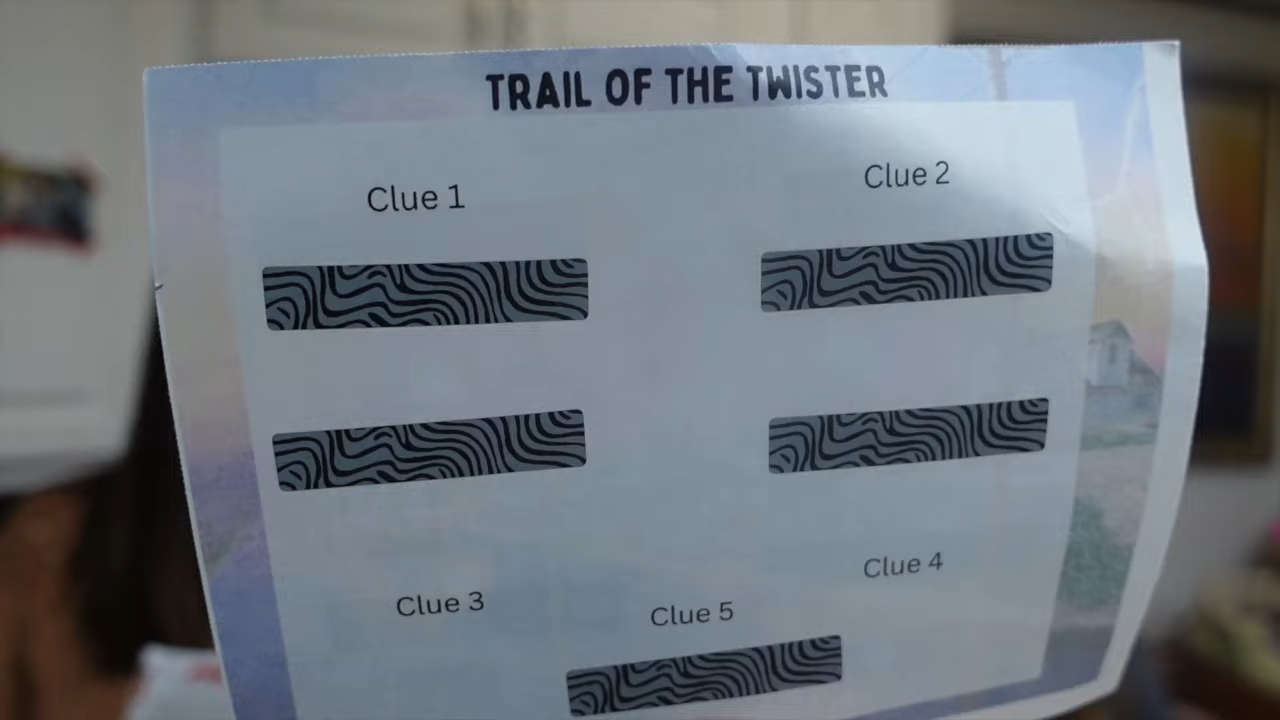 TRAIL OF THE TWISTER
Clue 1
Clue 2
Clue 3
Clue 4
Clue 5